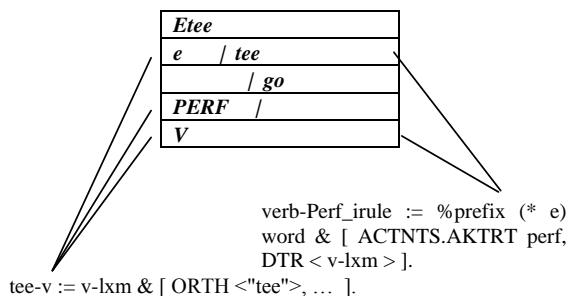 Etee
e / tee
/ go
PERF /
V
verb-Perf_irule := %prefix (* e)
word & [ ACTNTS.AKTRT perf,
DTR < v-lxm > ].
tee-v := v-lxm & [ ORTH <"tee">, … ].